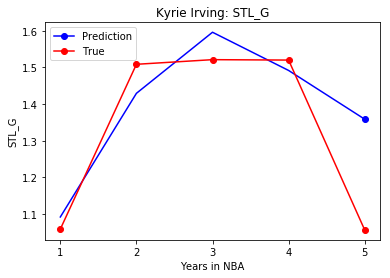 Kyrie Irving: STL_G
Prediction
True
STL_G
1.6
1.5
1.4
1.3
1.2
1.1
1
2
3
4
5
Years in NBA